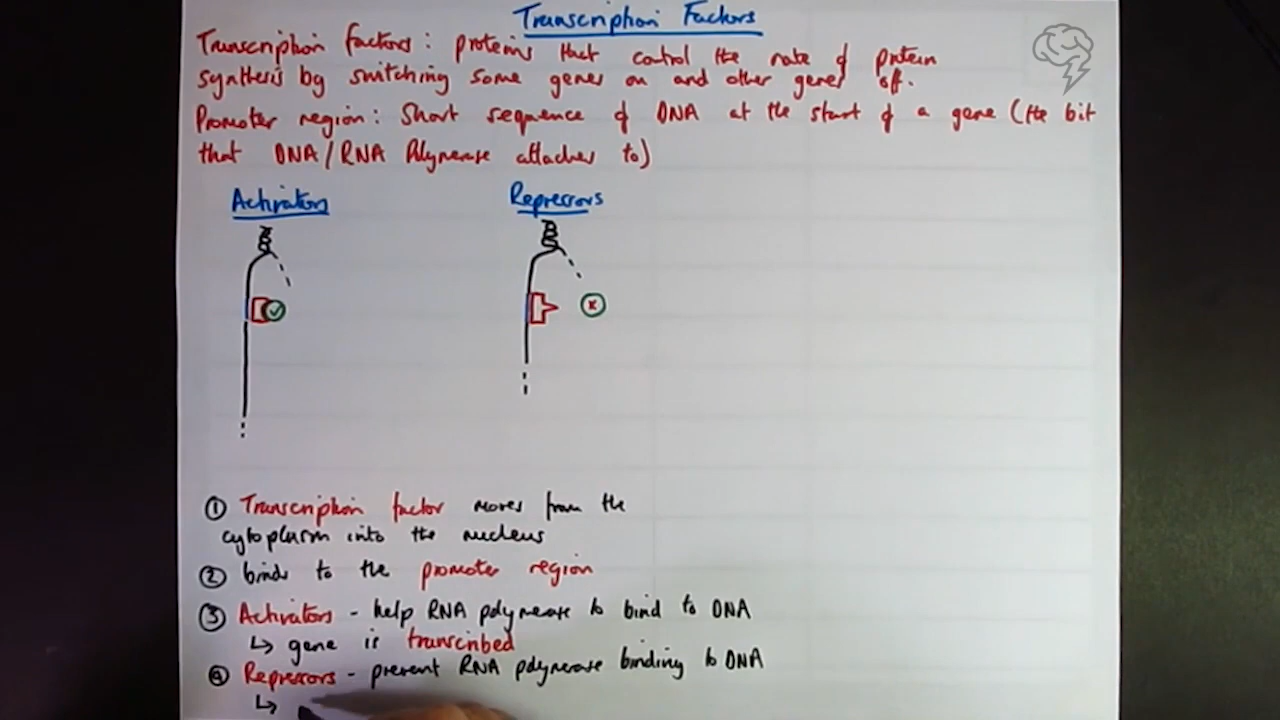 Transcription Factors
Transcription factors: proteins that control the rate of protein
synthesis by switching some genes on and other genes off.
Promoter region: Short sequence of DNA at the start of a gene (the bit
that DNA/RNA Polymerase attaches to)
Activators
Repressors
① Transcription factor moves from the
cytoplasm into the nucleus
② binds to the promoter region
③ Activators - help RNA polymerase to bind to DNA
↳ gene is transcribed
④ Repressors - prevent RNA polymerase binding to DNA
↳